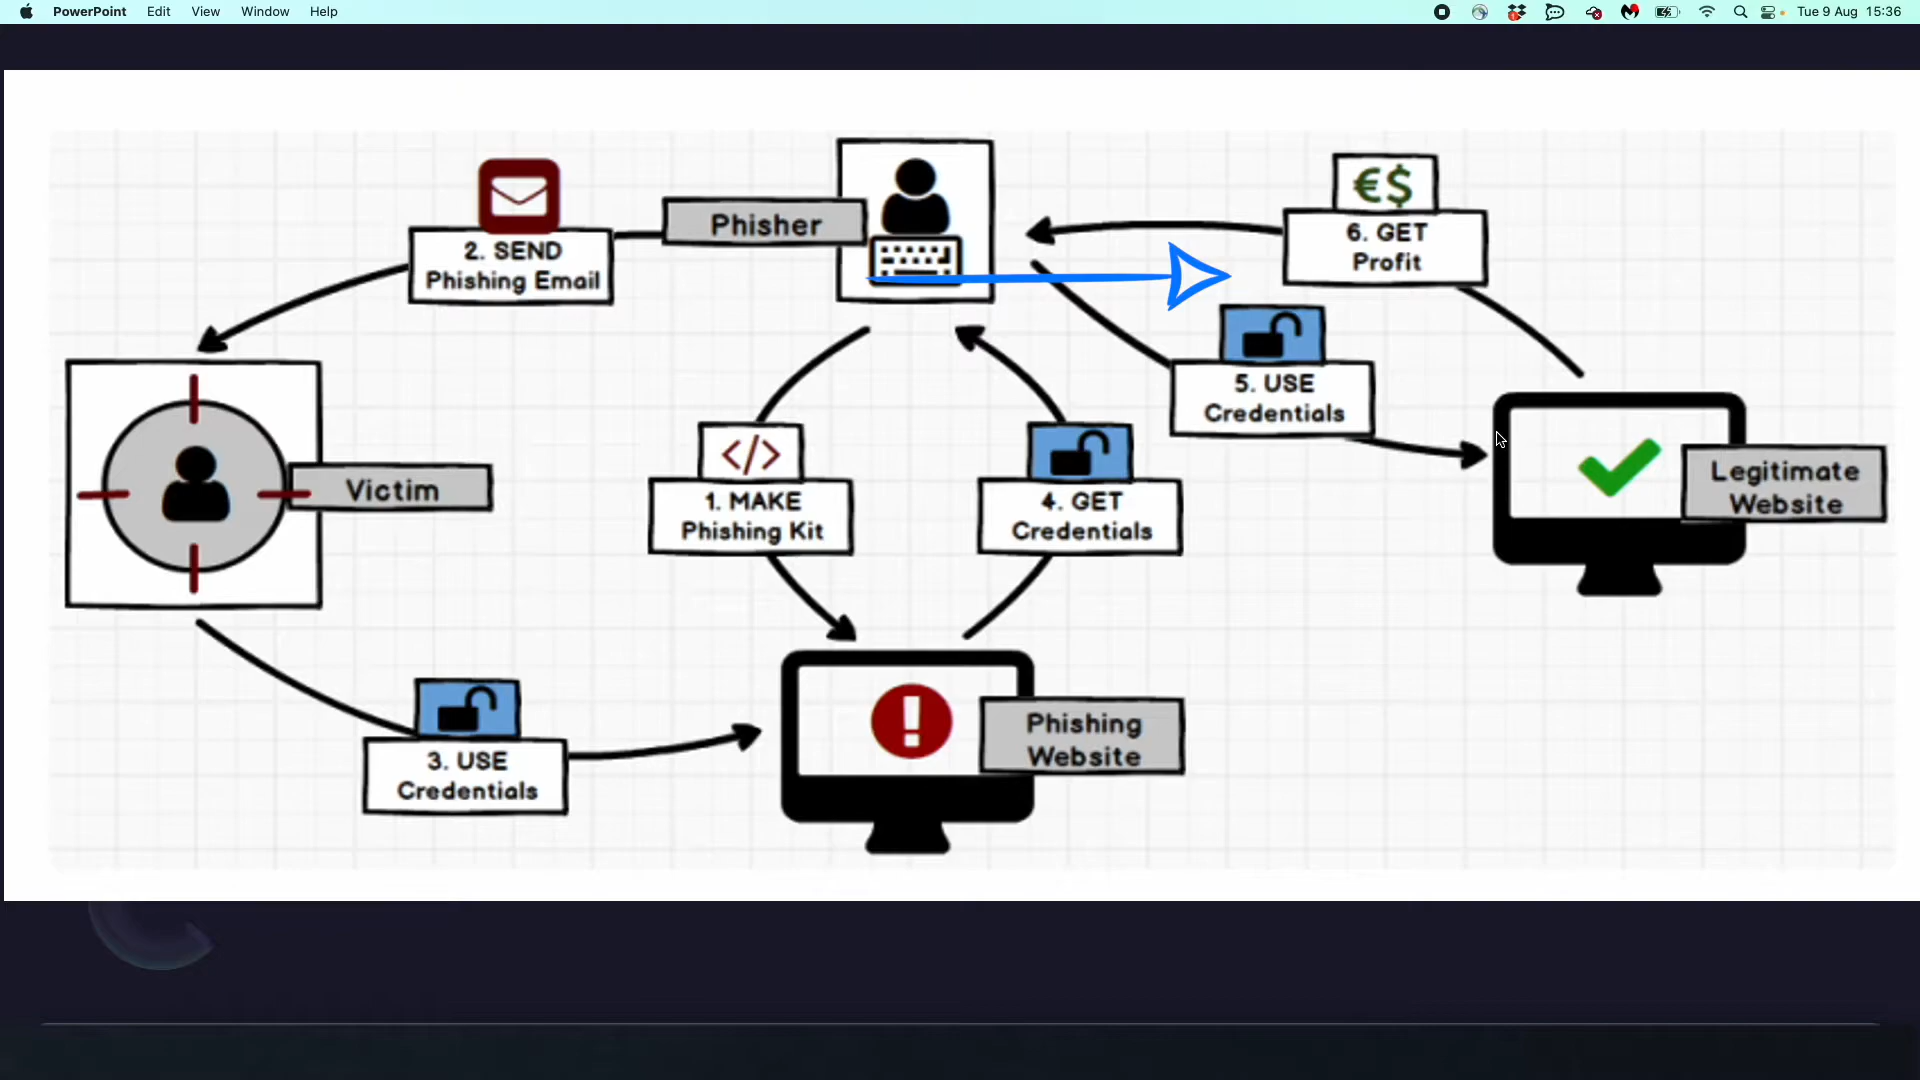 PowerPoint Edit View Window Help Tue 9 Aug 15:36
Phisher
€$
2. SEND
Phishing Email
6. GET
Profit
5. USE
Credentials
Victim
</>
1. MAKE
Phishing Kit
4. GET
Credentials
Legitimate
Website
3. USE
Credentials
!
Phishing
Website